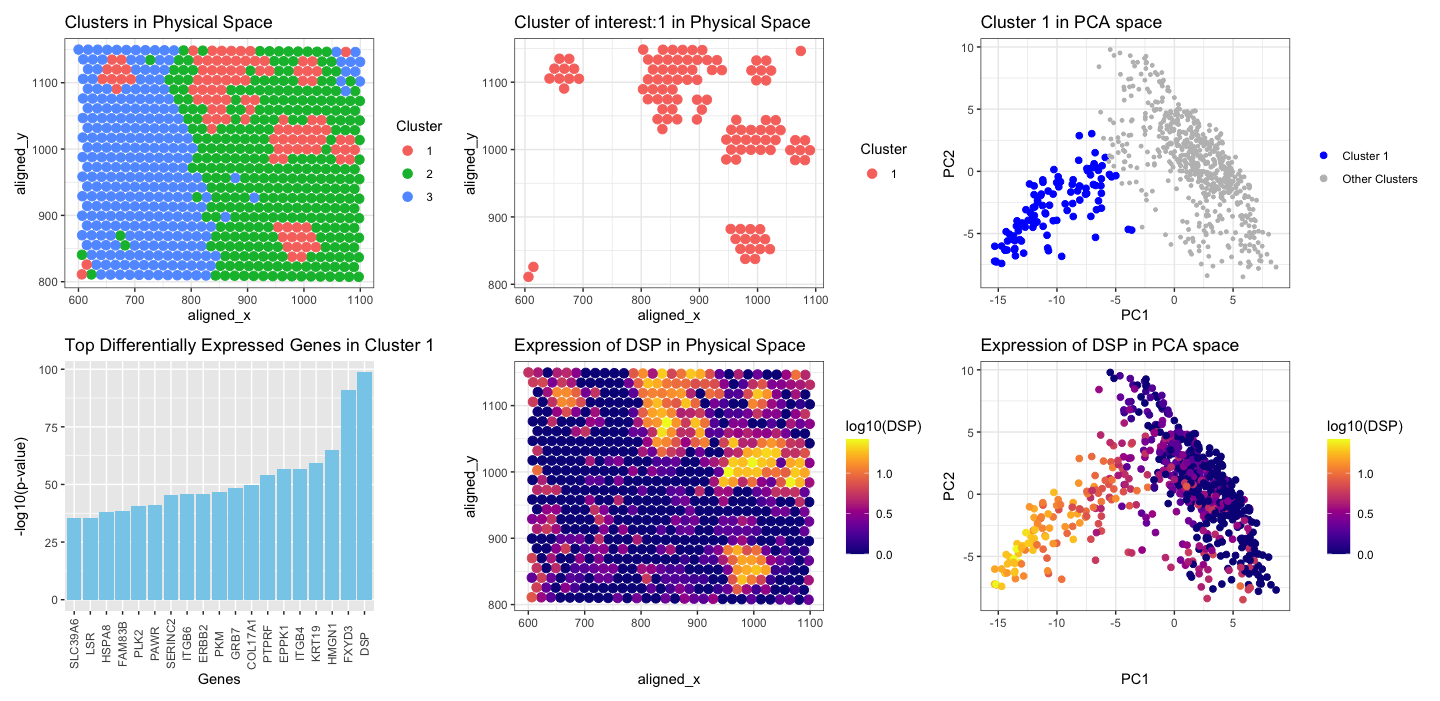 Clusters in Physical Space
aligned_y
1100
1000
900
800
600
700
800
900
1000
1100
aligned_x
Cluster
1
2
3
Cluster of interest:1 in Physical Space
aligned_y
1100
1000
900
800
600
700
800
900
1000
1100
aligned_x
Cluster
1
Cluster 1 in PCA space
PC2
10
5
0
-5
-15
-10
-5
0
5
PC1
Cluster 1
Other Clusters
Top Differentially Expressed Genes in Cluster 1
-log10(p-value)
100
75
50
25
0
SLC39A6
LSR
HSPA8
FAM83B
PLK2
PAWR
SERINC2
ITGB6
ERBB2
PKM
GRB7
COL17A1
PTPRF
EPPK1
ITGB4
KRT19
HMGN1
FXYD3
DSP
Genes
Expression of DSP in Physical Space
aligned_y
1100
1000
900
800
600
700
800
900
1000
1100
aligned_x
log10(DSP)
1.0
0.5
0.0
Expression of DSP in PCA space
PC2
10
5
0
-5
-15
-10
-5
0
5
PC1
log10(DSP)
1.0
0.5
0.0